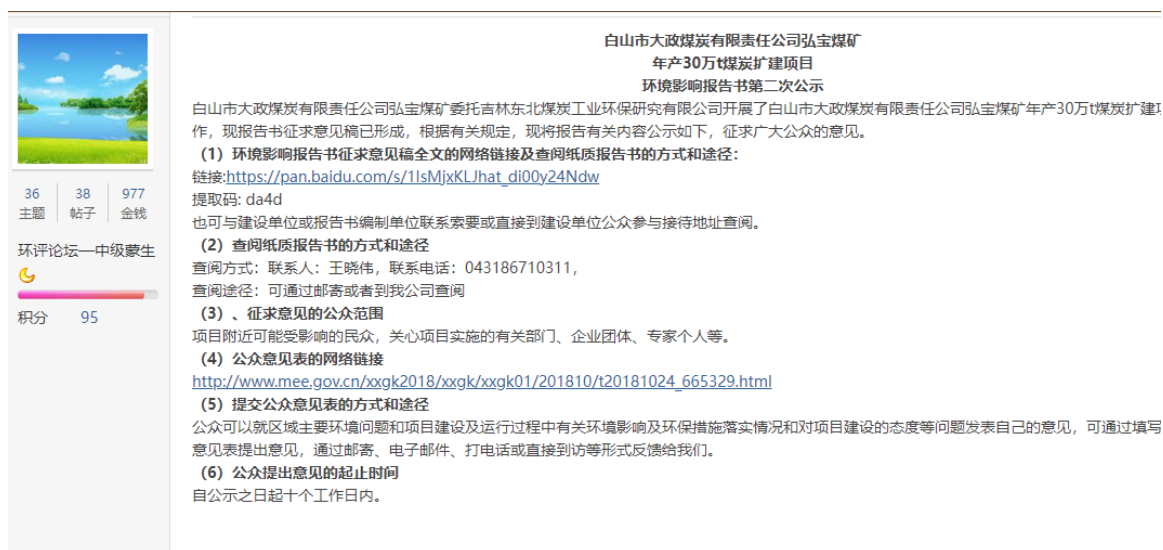 白山市大政煤炭有限责任公司弘宝煤矿
年产30万t煤炭扩建项目
环境影响报告书第二次公示
白山市大政煤炭有限责任公司弘宝煤矿委托吉林东北煤炭工业环保研究有限公司开展了白山市大政煤炭有限责任公司弘宝煤矿年产30万t煤炭扩建项
作，现报告书征求意见稿已形成，根据有关规定，现将报告有关内容公示如下，征求广大公众的意见。
（1）环境影响报告书征求意见稿全文的网络链接及查阅纸质报告书的方式和途径：
链接:https://pan.baidu.com/s/1IsMjxKLJhat_di00y24Ndw
提取码: da4d
也可与建设单位或报告书编制单位联系索要或直接到建设单位公众参与接待地址查阅。
（2）查阅纸质报告书的方式和途径
查阅方式：联系人：王晓伟，联系电话：043186710311，
查阅途径：可通过邮寄或者到我公司查阅
（3）、征求意见的公众范围
项目附近可能受影响的民众，关心项目实施的有关部门、企业团体、专家个人等。
（4）公众意见表的网络链接
http://www.mee.gov.cn/xxgk2018/xxgk/xxgk01/201810/t20181024_665329.html
（5）提交公众意见表的方式和途径
公众可以就区域主要环境问题和项目建设及运行过程中有关环境影响及环保措施落实情况和对项目建设的态度等问题发表自己的意见，可通过填写
意见表提出意见，通过邮寄、电子邮件、打电话或直接到访等形式反馈给我们。
（6）公众提出意见的起止时间
自公示之日起十个工作日内。
36 38 977
主题 帖子 金钱
环评论坛—中级蒙生
积分 95